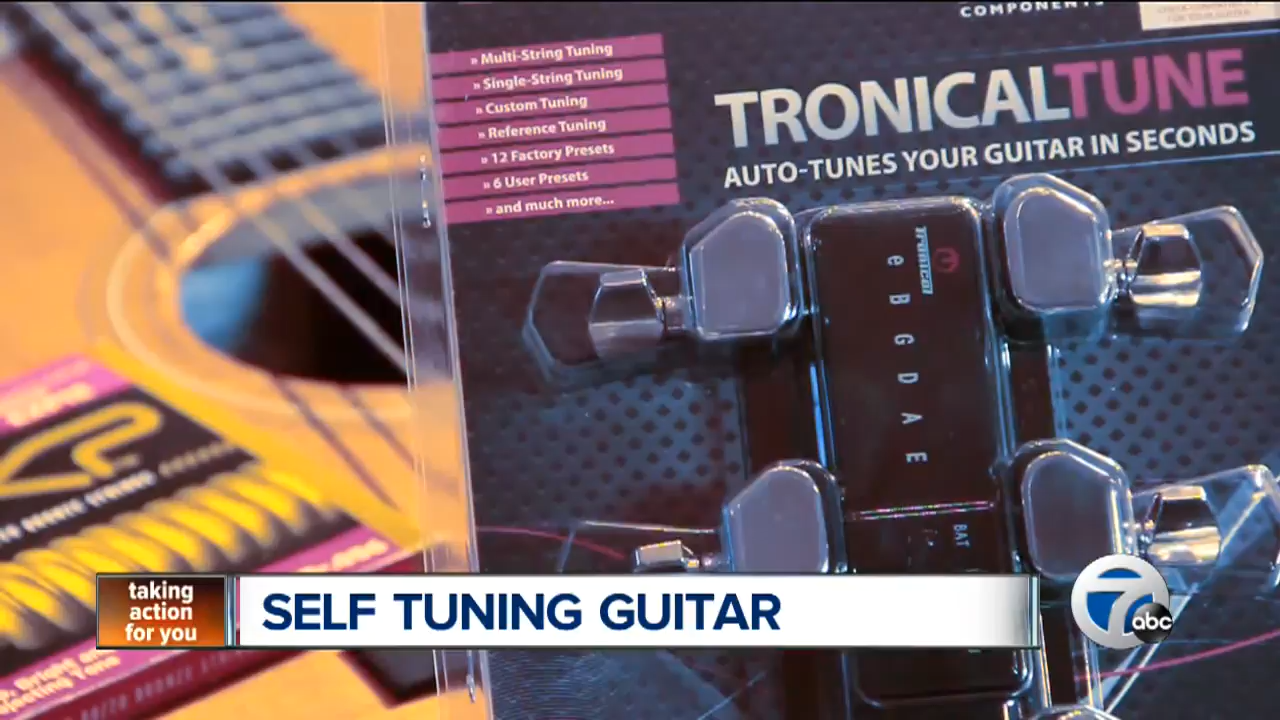 COMPONENTS
» Multi-String Tuning
» Single-String Tuning
» Custom Tuning
» Reference Tuning
» 12 Factory Presets
» 6 User Presets
» and much more...
TRONICALTUNE
AUTO-TUNES YOUR GUITAR IN SECONDS
Tronical
e B G D A E
BAT
taking
action
for you
SELF TUNING GUITAR
7
abc